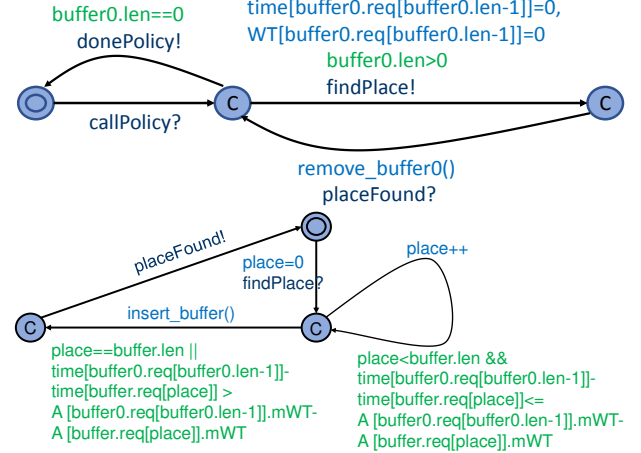 buffer0.len==0
donePolicy!
time[buffer0.req[buffer0.len-1]]=0,
WT[buffer0.req[buffer0.len-1]]=0
buffer0.len>0
findPlace!
C
C
callPolicy?
remove_buffer0()
placeFound?
placeFound!
place=0
findPlace?
place++
insert_buffer()
C
C
place==buffer.len ||
time[buffer0.req[buffer0.len-1]]-
time[buffer.req[place]] >
A [buffer0.req[buffer0.len-1]].mWT-
A [buffer.req[place]].mWT
place<buffer.len &&
time[buffer0.req[buffer0.len-1]]-
time[buffer.req[place]]<=
A [buffer0.req[buffer0.len-1]].mWT-
A [buffer.req[place]].mWT